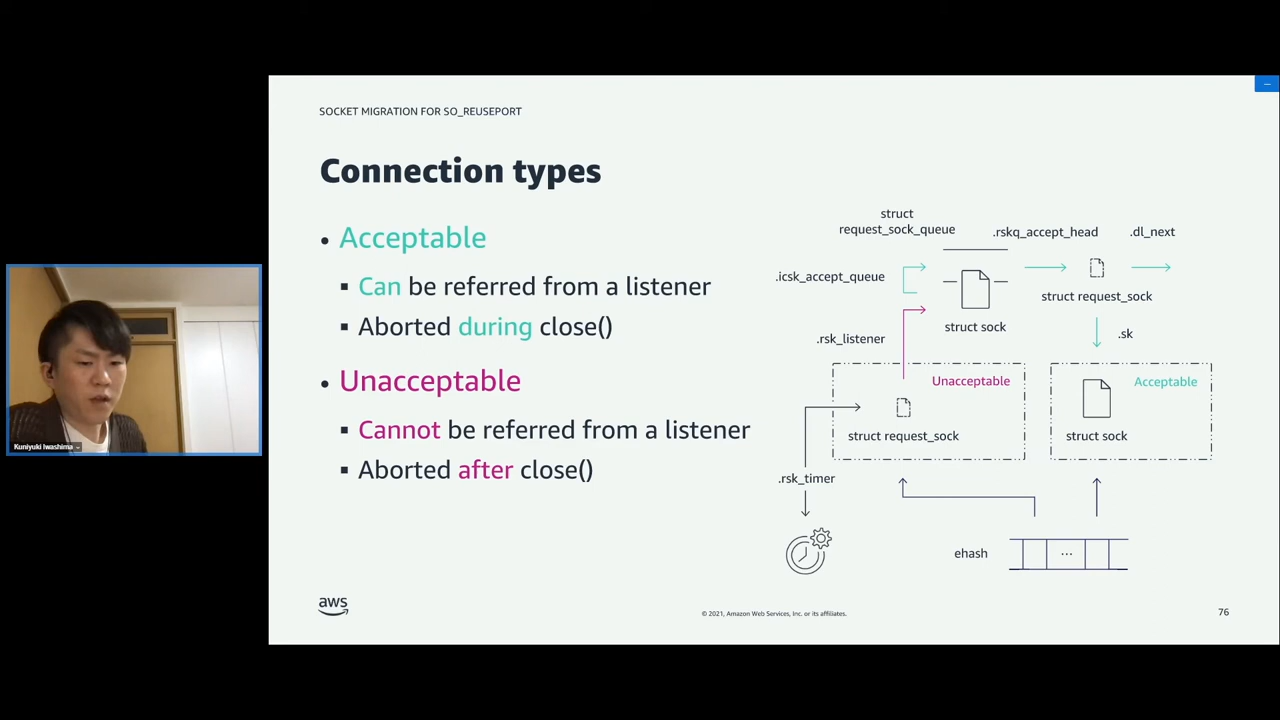 SOCKET MIGRATION FOR SO_REUSEPORT
Connection types
• Acceptable
▪ Can be referred from a listener
▪ Aborted during close()
• Unacceptable
▪ Cannot be referred from a listener
▪ Aborted after close()
struct
request_sock_queue
.rskq_accept_head
.dl_next
.icsk_accept_queue
struct request_sock
struct sock
.rsk_listener
.sk
Unacceptable
Acceptable
struct request_sock
struct sock
.rsk_timer
ehash
...
aws
© 2021, Amazon Web Services, Inc. or its affiliates.
76
Kuniyuki Iwashima